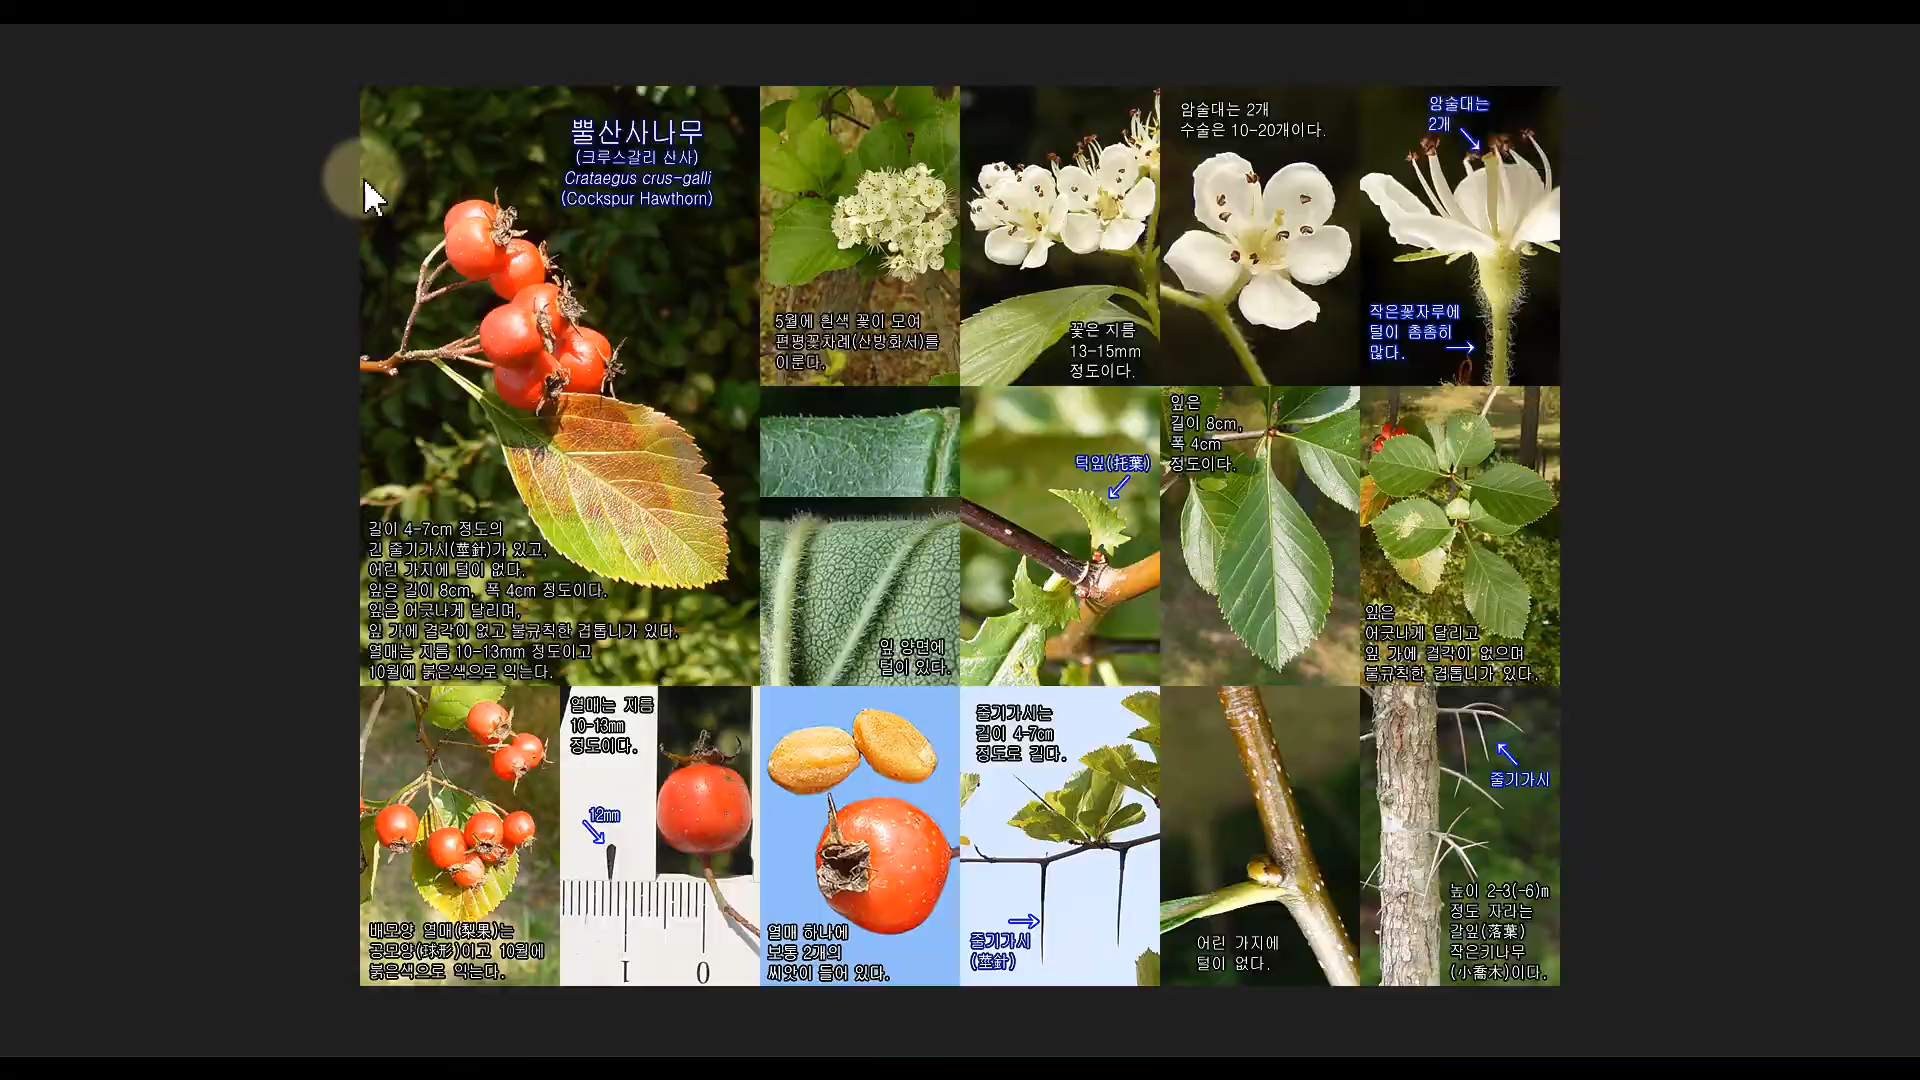 뿔산사나무
(크루스갈리 산사)
Crataegus crus-galli
(Cockspur Hawthorn)
길이 4-7cm 정도의
긴 줄기가시(莖針)가 있고,
어린 가지에 털이 없다.
잎은 길이 8cm, 폭 4cm 정도이다.
잎은 어긋나게 달리며,
잎 가에 결각이 없고 불규칙한 겹톱니가 있다.
열매는 지름 10-13mm 정도이고
10월에 붉은색으로 익는다.
5월에 흰색 꽃이 모여
편평꽃차례(산방화서)를
이룬다.
꽃은 지름
13-15mm
정도이다.
암술대는 2개
수술은 10-20개이다.
암술대는
2개
작은꽃자루에
털이 촘촘히
많다.
잎 양면에
털이 있다.
턱잎(托葉)
잎은
길이 8cm,
폭 4cm
정도이다.
잎은
어긋나게 달리고
잎 가에 결각이 없으며
불규칙한 겹톱니가 있다.
배모양 열매(梨果)는
공모양(球形)이고 10월에
붉은색으로 익는다.
열매는 지름
10-13mm
정도이다.
12mm
1 0
열매 하나에
보통 2개의
씨앗이 들어 있다.
줄기가시는
길이 4-7cm
정도로 길다.
줄기가시
(莖針)
어린 가지에
털이 없다.
줄기가시
높이 2-3(-6)m
정도 자라는
갈잎(落葉)
작은키나무
(小喬木)이다.